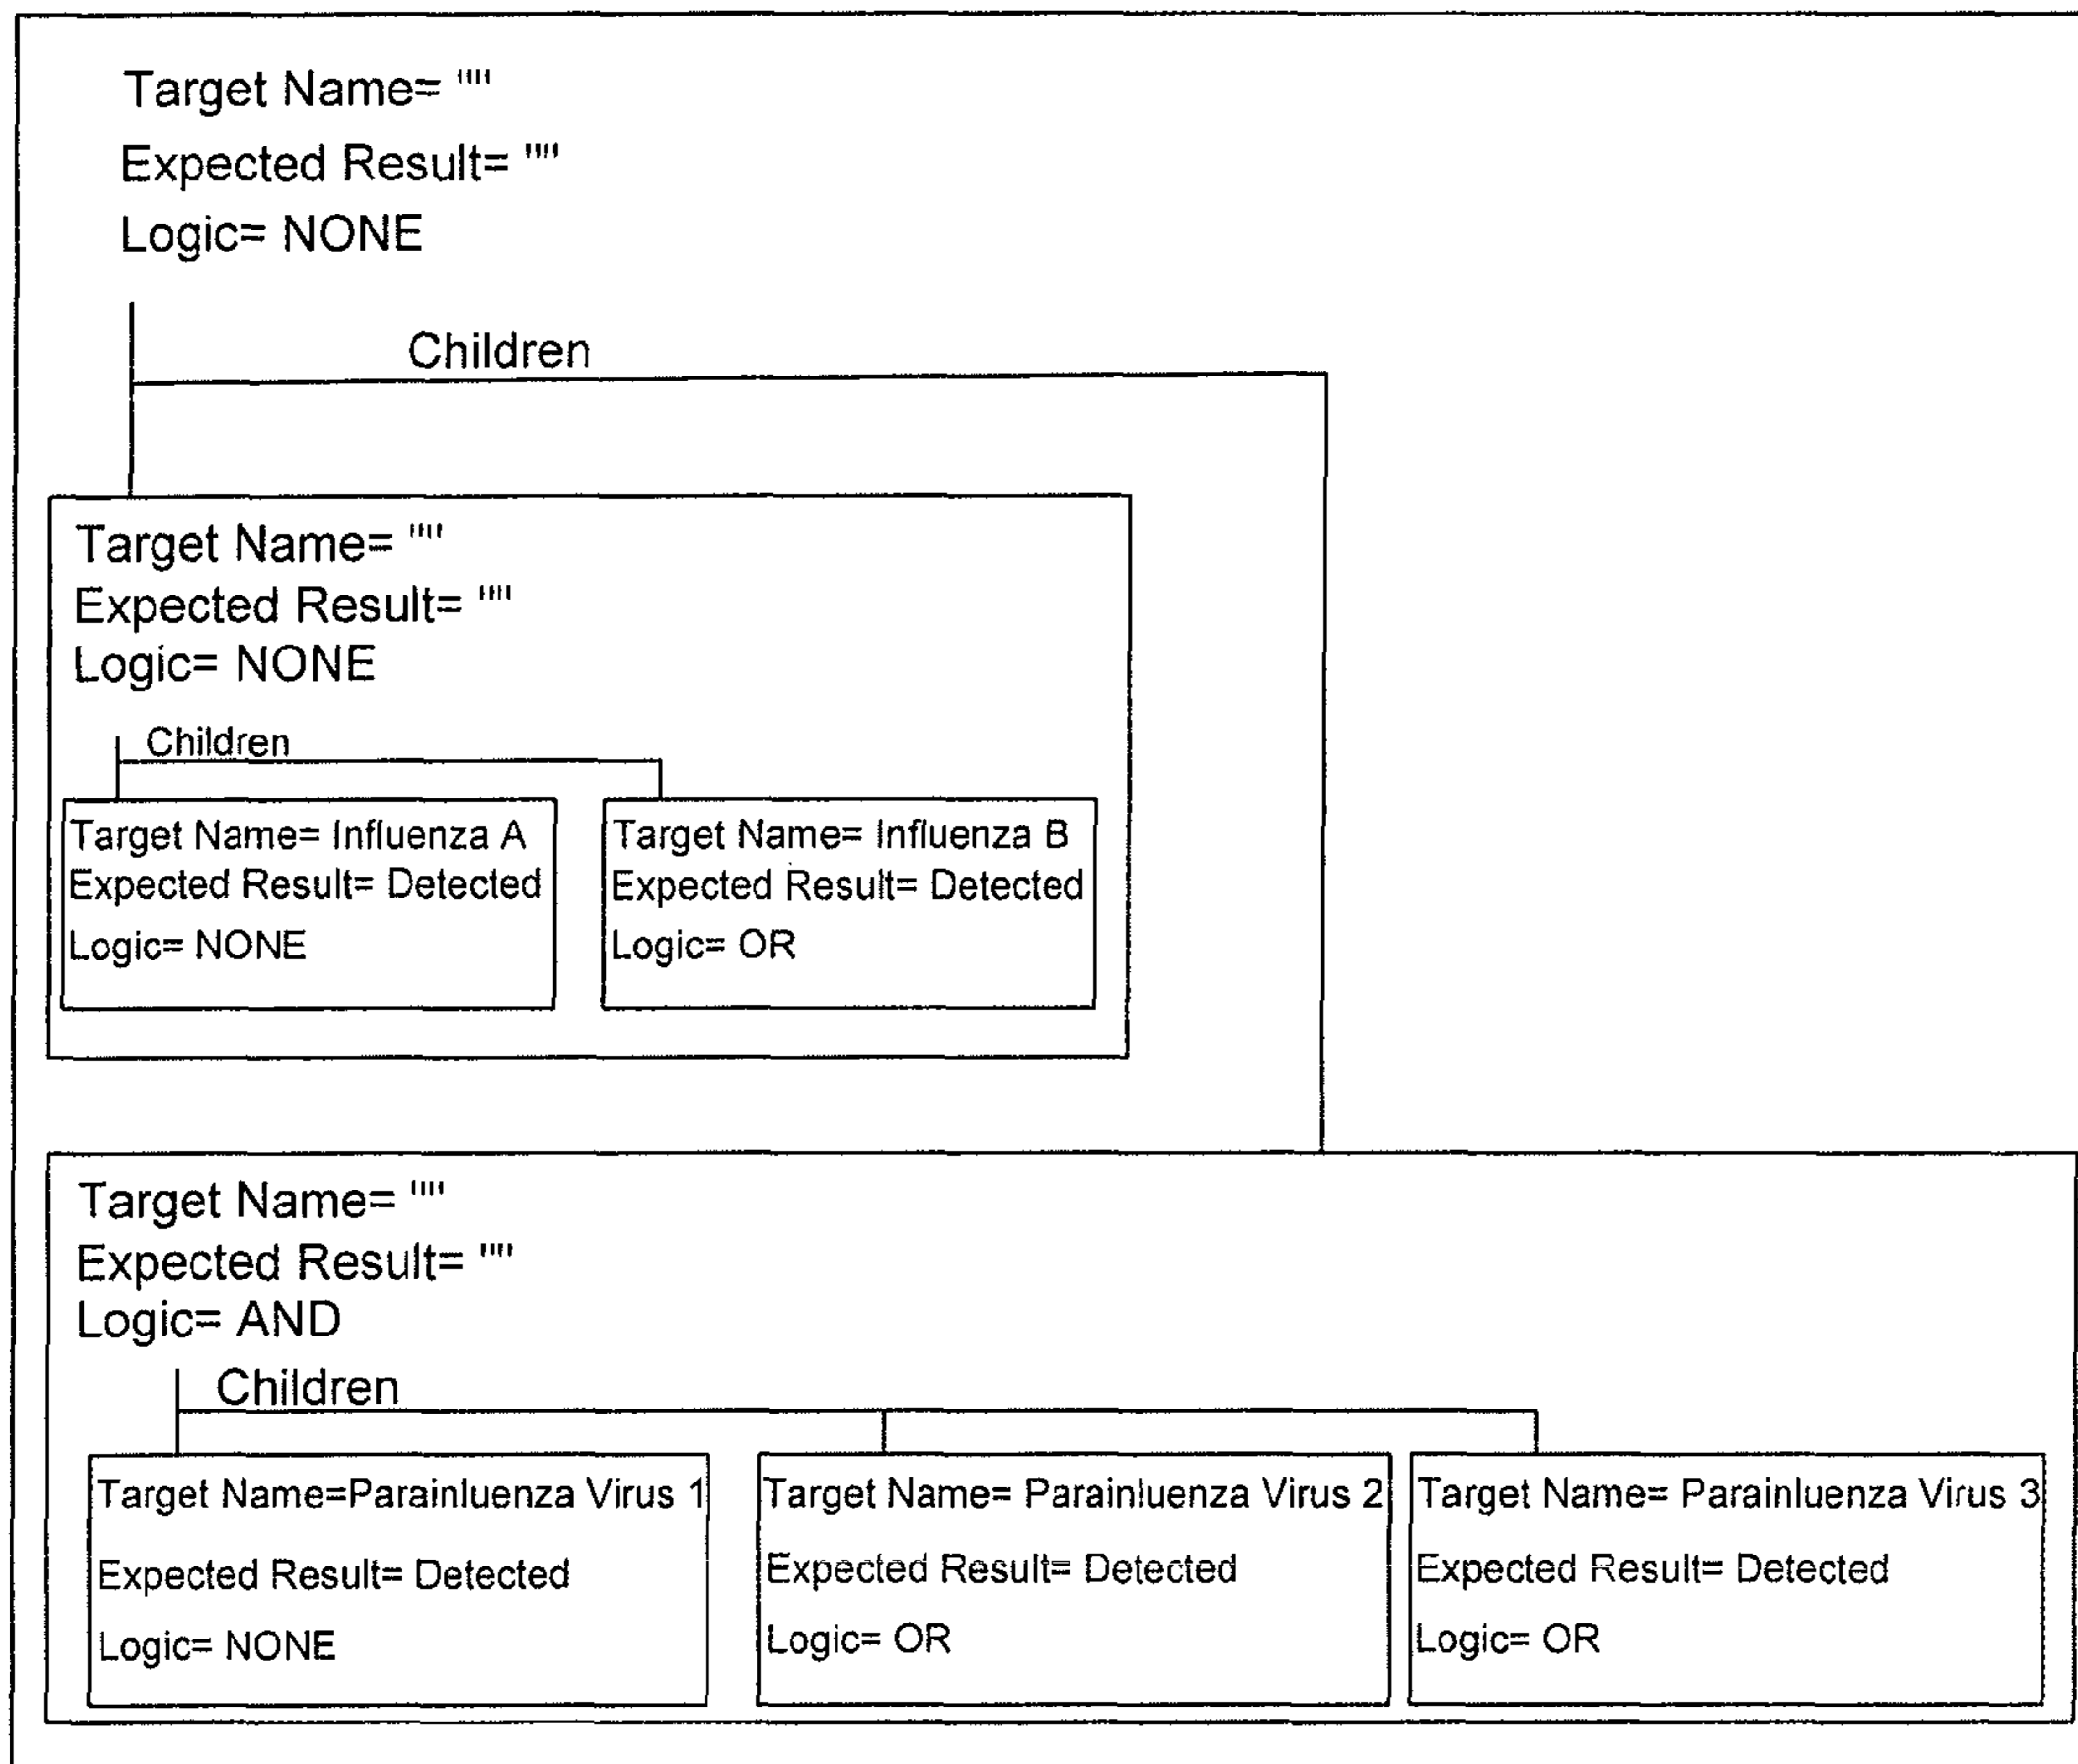 Target Name= ""
Expected Result= ""
Logic= NONE
Children
Target Name= ""
Expected Result= ""
Logic= NONE
Children
Target Name= Influenza A
Expected Result= Detected
Logic= NONE
Target Name= Influenza B
Expected Result= Detected
Logic= OR
Target Name= ""
Expected Result= ""
Logic= AND
Children
Target Name=Parainluenza Virus 1
Expected Result= Detected
Logic= NONE
Target Name= Parainluenza Virus 2
Expected Result= Detected
Logic= OR
Target Name= Parainluenza Virus 3
Expected Result= Detected
Logic= OR